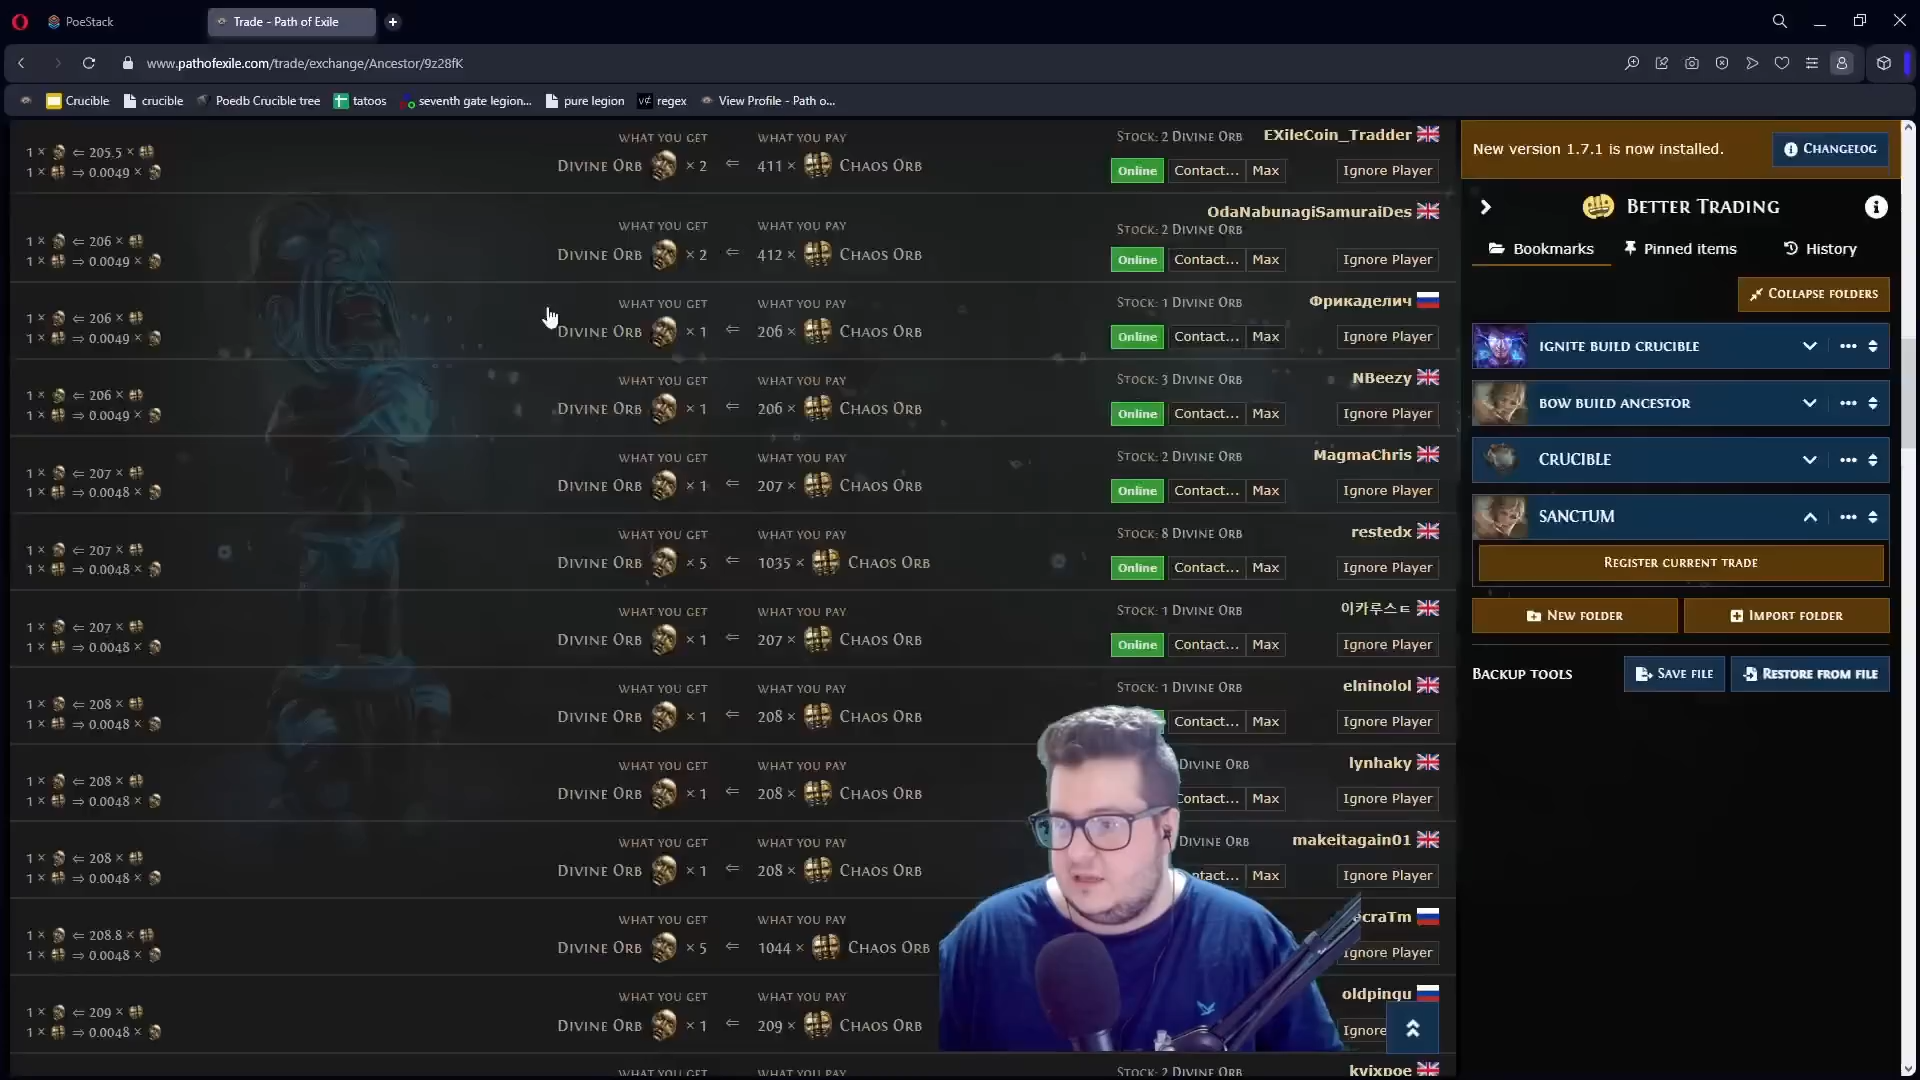 PoeStack
Trade - Path of Exile
www.pathofexile.com/trade/exchange/Ancestor/9z28fK
Crucible crucible Poedb Crucible tree tatoos seventh gate legion... pure legion regex View Profile - Path o...
WHAT YOU GET WHAT YOU PAY STOCK: 2 DIVINE ORB EXileCoin_Tradder
1 × ⇐ 205.5 ×
1 × ⇒ 0.0049 ×
DIVINE ORB × 2 ⇐ 411 × CHAOS ORB Online Contact... Max Ignore Player
OdaNabunagiSamuraiDes
WHAT YOU GET WHAT YOU PAY STOCK: 2 DIVINE ORB
1 × ⇐ 206 ×
1 × ⇒ 0.0049 ×
DIVINE ORB × 2 ⇐ 412 × CHAOS ORB Online Contact... Max Ignore Player
WHAT YOU GET WHAT YOU PAY STOCK: 1 DIVINE ORB Фрикаделич
1 × ⇐ 206 ×
1 × ⇒ 0.0049 ×
DIVINE ORB × 1 ⇐ 206 × CHAOS ORB Online Contact... Max Ignore Player
WHAT YOU GET WHAT YOU PAY STOCK: 3 DIVINE ORB NBeezy
1 × ⇐ 206 ×
1 × ⇒ 0.0049 ×
DIVINE ORB × 1 ⇐ 206 × CHAOS ORB Online Contact... Max Ignore Player
WHAT YOU GET WHAT YOU PAY STOCK: 2 DIVINE ORB MagmaChris
1 × ⇐ 207 ×
1 × ⇒ 0.0048 ×
DIVINE ORB × 1 ⇐ 207 × CHAOS ORB Online Contact... Max Ignore Player
WHAT YOU GET WHAT YOU PAY STOCK: 8 DIVINE ORB restedx
1 × ⇐ 207 ×
1 × ⇒ 0.0048 ×
DIVINE ORB × 5 ⇐ 1035 × CHAOS ORB Online Contact... Max Ignore Player
WHAT YOU GET WHAT YOU PAY STOCK: 1 DIVINE ORB 이카루스ㅌ
1 × ⇐ 207 ×
1 × ⇒ 0.0048 ×
DIVINE ORB × 1 ⇐ 207 × CHAOS ORB Online Contact... Max Ignore Player
WHAT YOU GET WHAT YOU PAY STOCK: 1 DIVINE ORB elninolol
1 × ⇐ 208 ×
1 × ⇒ 0.0048 ×
DIVINE ORB × 1 ⇐ 208 × CHAOS ORB Contact... Max Ignore Player
WHAT YOU GET WHAT YOU PAY DIVINE ORB lynhaky
1 × ⇐ 208 ×
1 × ⇒ 0.0048 ×
DIVINE ORB × 1 ⇐ 208 × CHAOS ORB Contact... Max Ignore Player
WHAT YOU GET WHAT YOU PAY DIVINE ORB makeitagain01
1 × ⇐ 208 ×
1 × ⇒ 0.0048 ×
DIVINE ORB × 1 ⇐ 208 × CHAOS ORB ntact... Max Ignore Player
WHAT YOU GET WHAT YOU PAY ecraTm
1 × ⇐ 208.8 ×
1 × ⇒ 0.0048 ×
DIVINE ORB × 5 ⇐ 1044 × CHAOS ORB Ignore Player
WHAT YOU GET WHAT YOU PAY oldpingu
1 × ⇐ 209 ×
1 × ⇒ 0.0048 ×
DIVINE ORB × 1 ⇐ 209 × CHAOS ORB Ignore
WHAT YOU GET WHAT YOU PAY STOCK: 2 DIVINE ORB kyixpoe
New version 1.7.1 is now installed. CHANGELOG
BETTER TRADING
Bookmarks Pinned items History
COLLAPSE FOLDERS
IGNITE BUILD CRUCIBLE
BOW BUILD ANCESTOR
CRUCIBLE
SANCTUM
REGISTER CURRENT TRADE
NEW FOLDER IMPORT FOLDER
BACKUP TOOLS SAVE FILE RESTORE FROM FILE